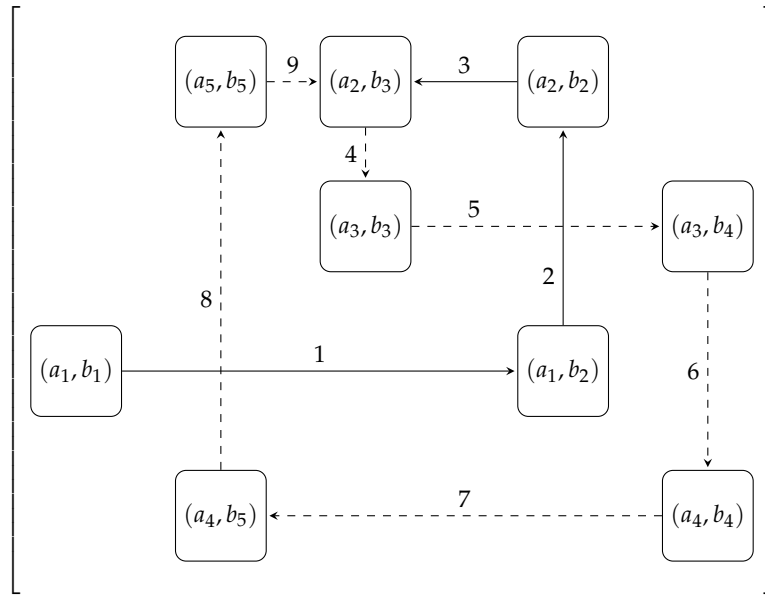 (a₅, b₅) 9 (a₂, b₃) 3 (a₂, b₂)
4
(a₃, b₃) 5 (a₃, b₄)
8 2
(a₁, b₁) 1 (a₁, b₂) 6
(a₄, b₅) 7 (a₄, b₄)